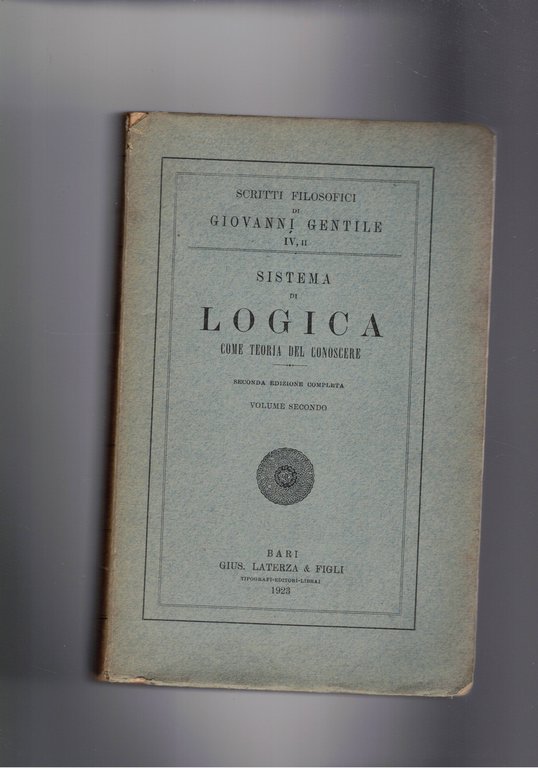 SCRITTI FILOSOFICI
DI
GIOVANNI GENTILE
IV, II
SISTEMA
DI
LOGICA
COME TEORIA DEL CONOSCERE
SECONDA EDIZIONE COMPLETA
VOLUME SECONDO
BARI
GIUS. LATERZA & FIGLI
TIPOGRAFI-EDITORI-LIBRAI
1923